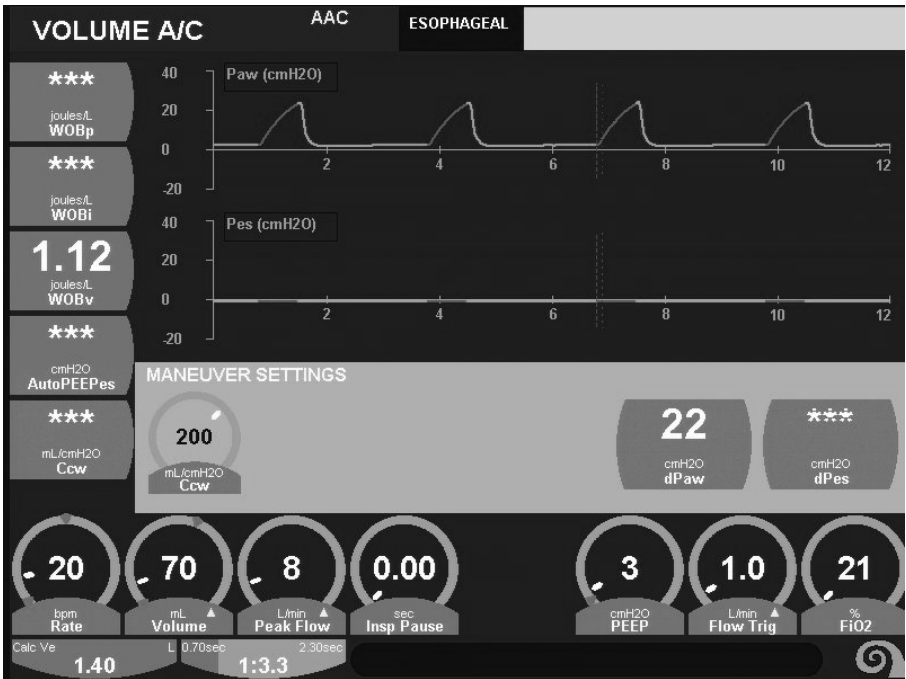 VOLUME A/C
AAC
ESOPHAGEAL
***
joules/L
WOBp
***
joules/L
WOBi
1.12
joules/L
WOBv
***
cmH2O
AutoPEEPes
***
mL/cmH2O
Ccw
Paw (cmH2O)
40
20
0
-20
2 4 6 8 10 12
Pes (cmH2O)
40
20
0
-20
2 4 6 8 10 12
MANEUVER SETTINGS
200
mL/cmH2O
Ccw
22
cmH2O
dPaw
***
cmH2O
dPes
20
bpm
Rate
70
mL
Volume
8
L/min
Peak Flow
0.00
sec
Insp Pause
3
cmH2O
PEEP
1.0
L/min
Flow Trig
21
%
FiO2
Calc Ve L
1.40
0.70sec 2.30sec
1:3.3